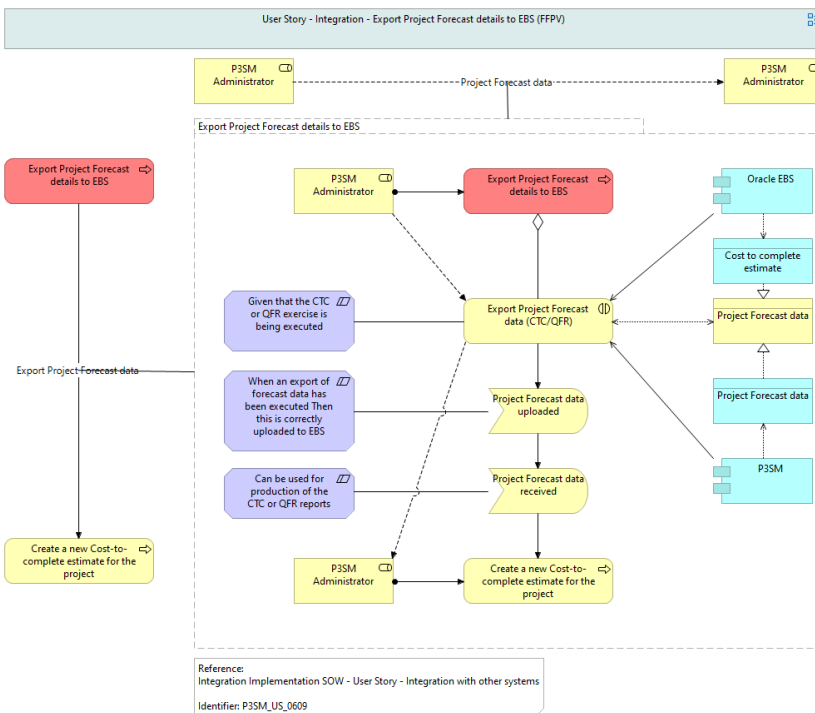 User Story - Integration - Export Project Forecast details to EBS (FFPV)
P3SM
Administrator
Project Forecast data
P3SM
Administrator
Export Project Forecast details to EBS
Export Project Forecast
details to EBS
P3SM
Administrator
Export Project Forecast
details to EBS
Oracle EBS
Cost to complete
estimate
Given that the CTC
or QFR exercise is
being executed
Export Project Forecast
data (CTC/QFR)
Project Forecast data
Export Project Forecast data
When an export of
forecast data has
been executed Then
this is correctly
uploaded to EBS
Project Forecast data
uploaded
Project Forecast data
Can be used for
production of the
CTC or QFR reports
Project Forecast data
received
P3SM
Create a new Cost-to-
complete estimate for the
project
P3SM
Administrator
Create a new Cost-to-
complete estimate for the
project
Reference:
Integration Implementation SOW - User Story - Integration with other systems
Identifier: P3SM_US_0609